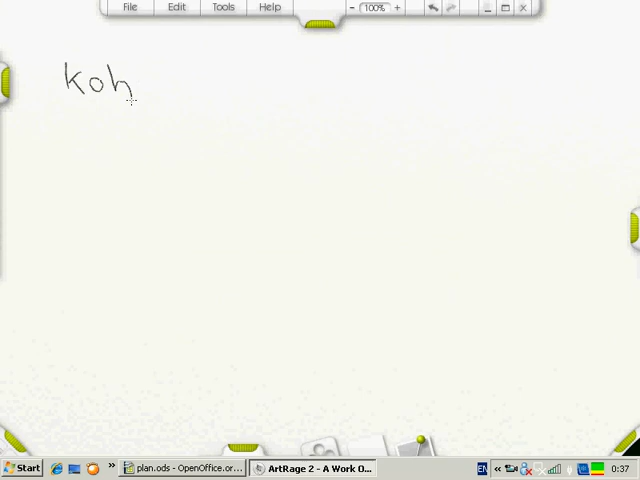 File Edit Tools Help − 100% +
koh
Start » plan.ods - OpenOffice.or... ArtRage 2 - A Work O... EN « 0:37